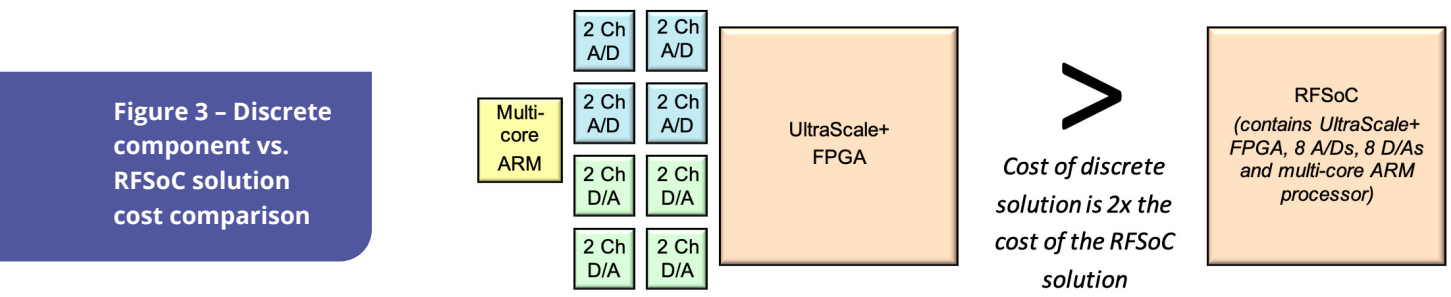 Figure 3 – Discrete
component vs.
RFSoC solution
cost comparison
Multi-
core
ARM
2 Ch
A/D
2 Ch
A/D
2 Ch
A/D
2 Ch
A/D
2 Ch
D/A
2 Ch
D/A
2 Ch
D/A
2 Ch
D/A
UltraScale+
FPGA
>
Cost of discrete
solution is 2x the
cost of the RFSoC
solution
RFSoC
(contains UltraScale+
FPGA, 8 A/Ds, 8 D/As
and multi-core ARM
processor)